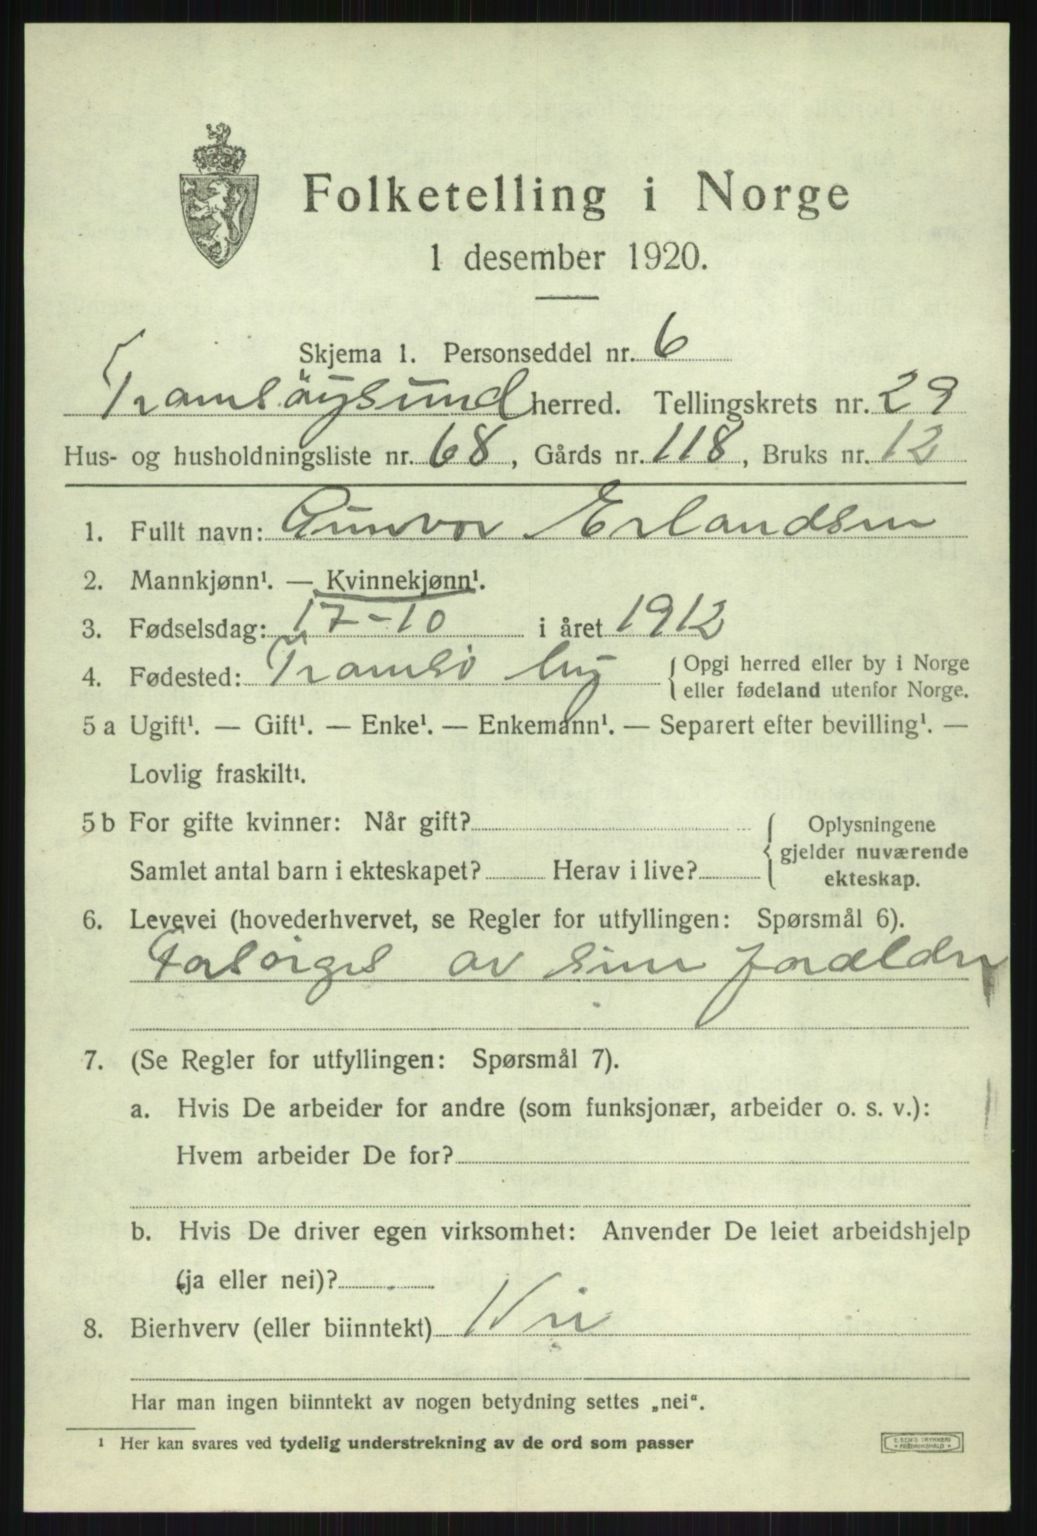 Folketelling i Norge
1 desember 1920.
Skjema 1. Personseddel nr. 6
Tromsöysund herred. Tellingskrets nr. 29
Hus- og husholdningsliste nr. 68, Gårds nr. 118, Bruks nr. 12
1. Fullt navn: Gunvor Erlandsen
2. Mannkjønn¹. — Kvinnekjønn¹.
3. Fødselsdag: 17-10 i året 1912
4. Fødested: Tromsö by { Opgi herred eller by i Norge
eller fødeland utenfor Norge.
5 a Ugift¹. — Gift¹. — Enke¹. — Enkemann¹. — Separert efter bevilling¹. —
Lovlig fraskilt¹.
5 b For gifte kvinner: Når gift? { Oplysningene
gjelder nuværende
Samlet antal barn i ekteskapet? Herav i live? ekteskap.
6. Levevei (hovederhvervet, se Regler for utfyllingen: Spørsmål 6).
Forsörges av sine foreldre
7. (Se Regler for utfyllingen: Spørsmål 7).
a. Hvis De arbeider for andre (som funksjonær, arbeider o. s. v.):
Hvem arbeider De for?
b. Hvis De driver egen virksomhet: Anvender De leiet arbeidshjelp
(ja eller nei)?
8. Bierhverv (eller biinntekt) Nei
Har man ingen biinntekt av nogen betydning settes „nei“.
¹ Her kan svares ved tydelig understrekning av de ord som passer